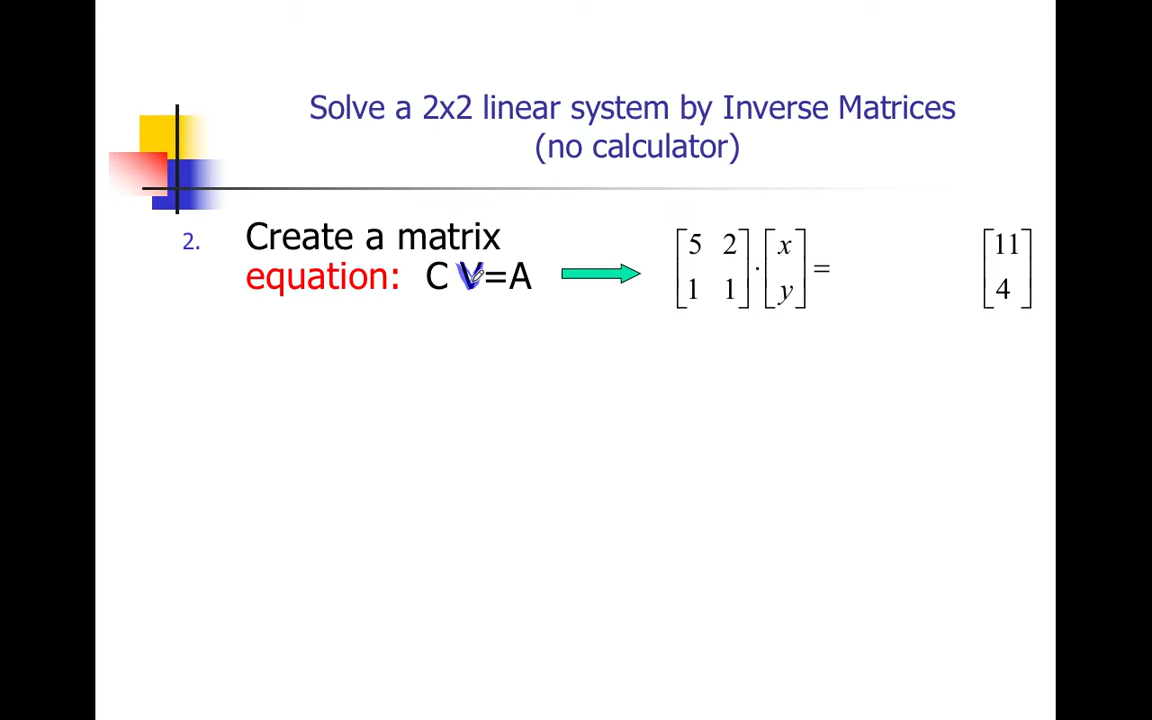 Solve a 2x2 linear system by Inverse Matrices
(no calculator)
2. Create a matrix
equation: C V=A
[5 2; 1 1] · [x; y] = [11; 4]